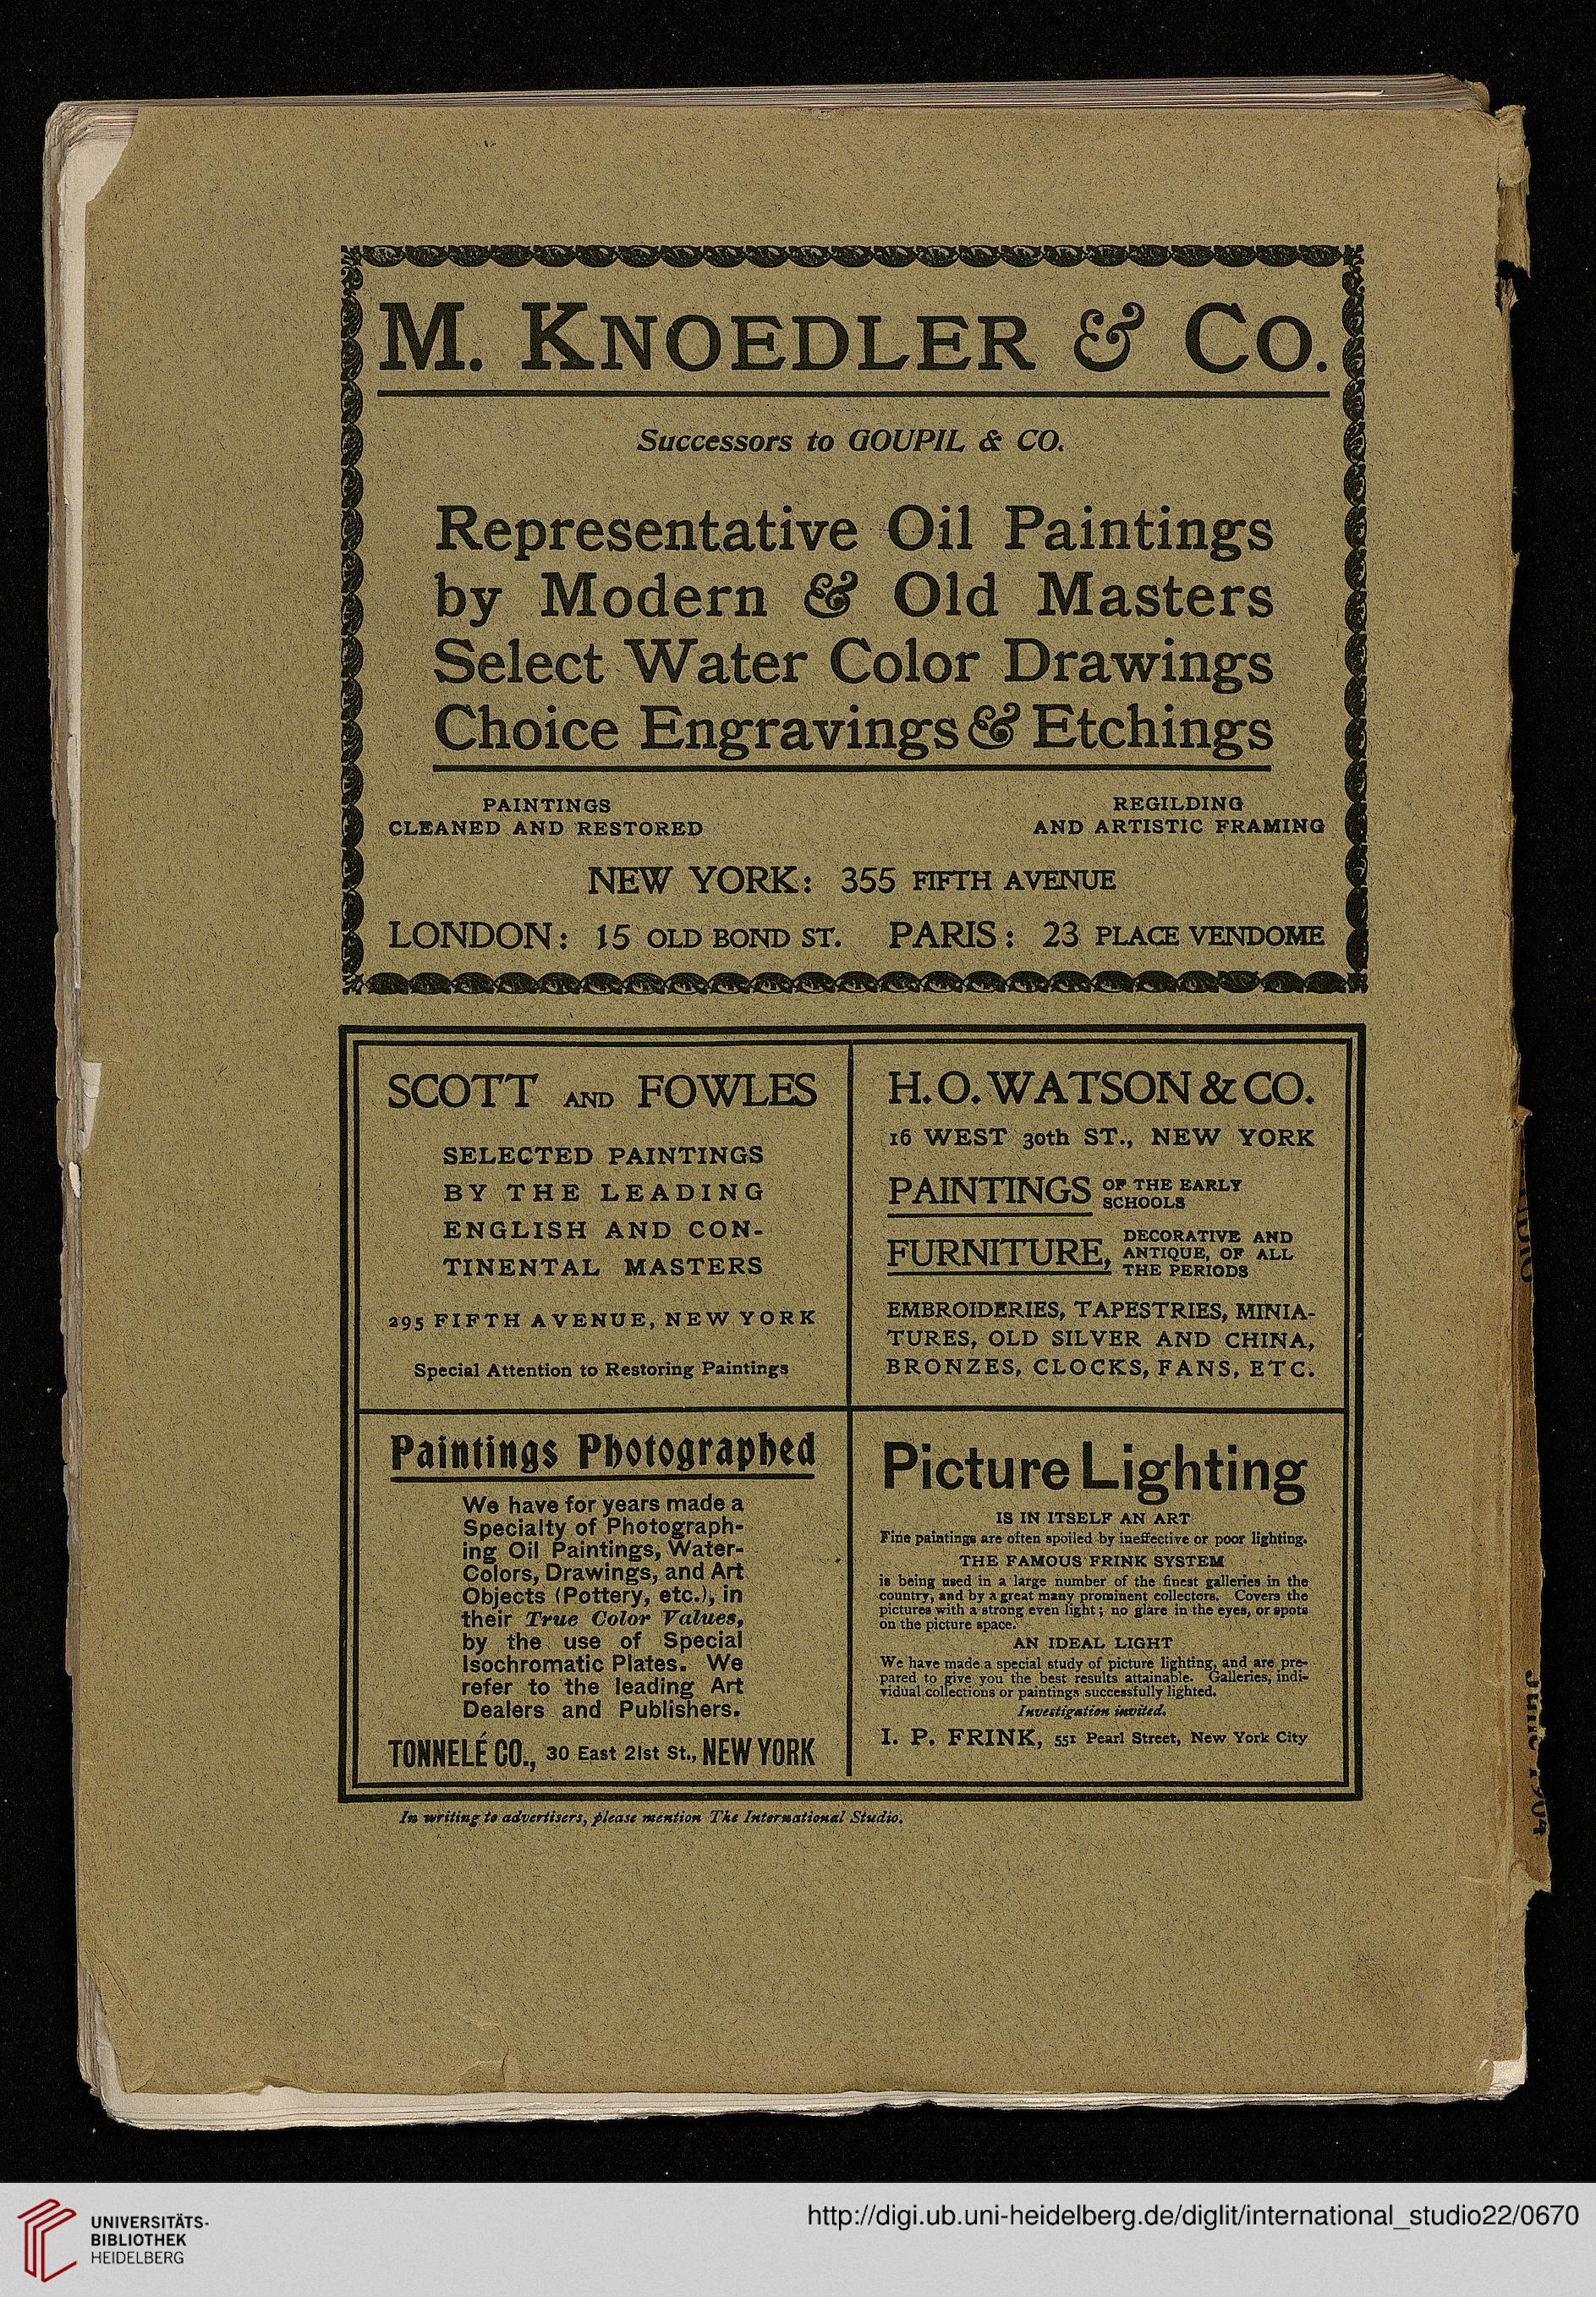 M. KNOEDLER & CO.
Successors to GOUPIL & CO.
Representative Oil Paintings
by Modern & Old Masters
Select Water Color Drawings
Choice Engravings & Etchings
PAINTINGS
CLEANED AND RESTORED
REGILDING
AND ARTISTIC FRAMING
NEW YORK: 355 FIFTH AVENUE
LONDON: 15 OLD BOND ST. PARIS: 23 PLACE VENDOME
SCOTT AND FOWLES
SELECTED PAINTINGS
BY THE LEADING
ENGLISH AND CON-
TINENTAL MASTERS
295 FIFTH AVENUE, NEW YORK
Special Attention to Restoring Paintings
H. O. WATSON & CO.
16 WEST 30th ST., NEW YORK
PAINTINGS OF THE EARLY
SCHOOLS
FURNITURE, DECORATIVE AND
ANTIQUE, OF ALL
THE PERIODS
EMBROIDERIES, TAPESTRIES, MINIA-
TURES, OLD SILVER AND CHINA,
BRONZES, CLOCKS, FANS, ETC.
Paintings Photographed
We have for years made a
Specialty of Photograph-
ing Oil Paintings, Water-
Colors, Drawings, and Art
Objects (Pottery, etc.), in
their True Color Values,
by the use of Special
Isochromatic Plates. We
refer to the leading Art
Dealers and Publishers.
TONNELÉ CO., 30 East 21st St., NEW YORK
Picture Lighting
IS IN ITSELF AN ART
Fine paintings are often spoiled by ineffective or poor lighting.
THE FAMOUS FRINK SYSTEM
is being used in a large number of the finest galleries in the
country, and by a great many prominent collectors. Covers the
pictures with a strong even light; no glare in the eyes, or spots
on the picture space.
AN IDEAL LIGHT
We have made a special study of picture lighting, and are pre-
pared to give you the best results attainable. Galleries, indi-
vidual collections or paintings successfully lighted.
Investigation invited.
I. P. FRINK, 551 Pearl Street, New York City
In writing to advertisers, please mention The International Studio.
June 1904
UNIVERSITÄTS-
BIBLIOTHEK
HEIDELBERG
http://digi.ub.uni-heidelberg.de/diglit/international_studio22/0670